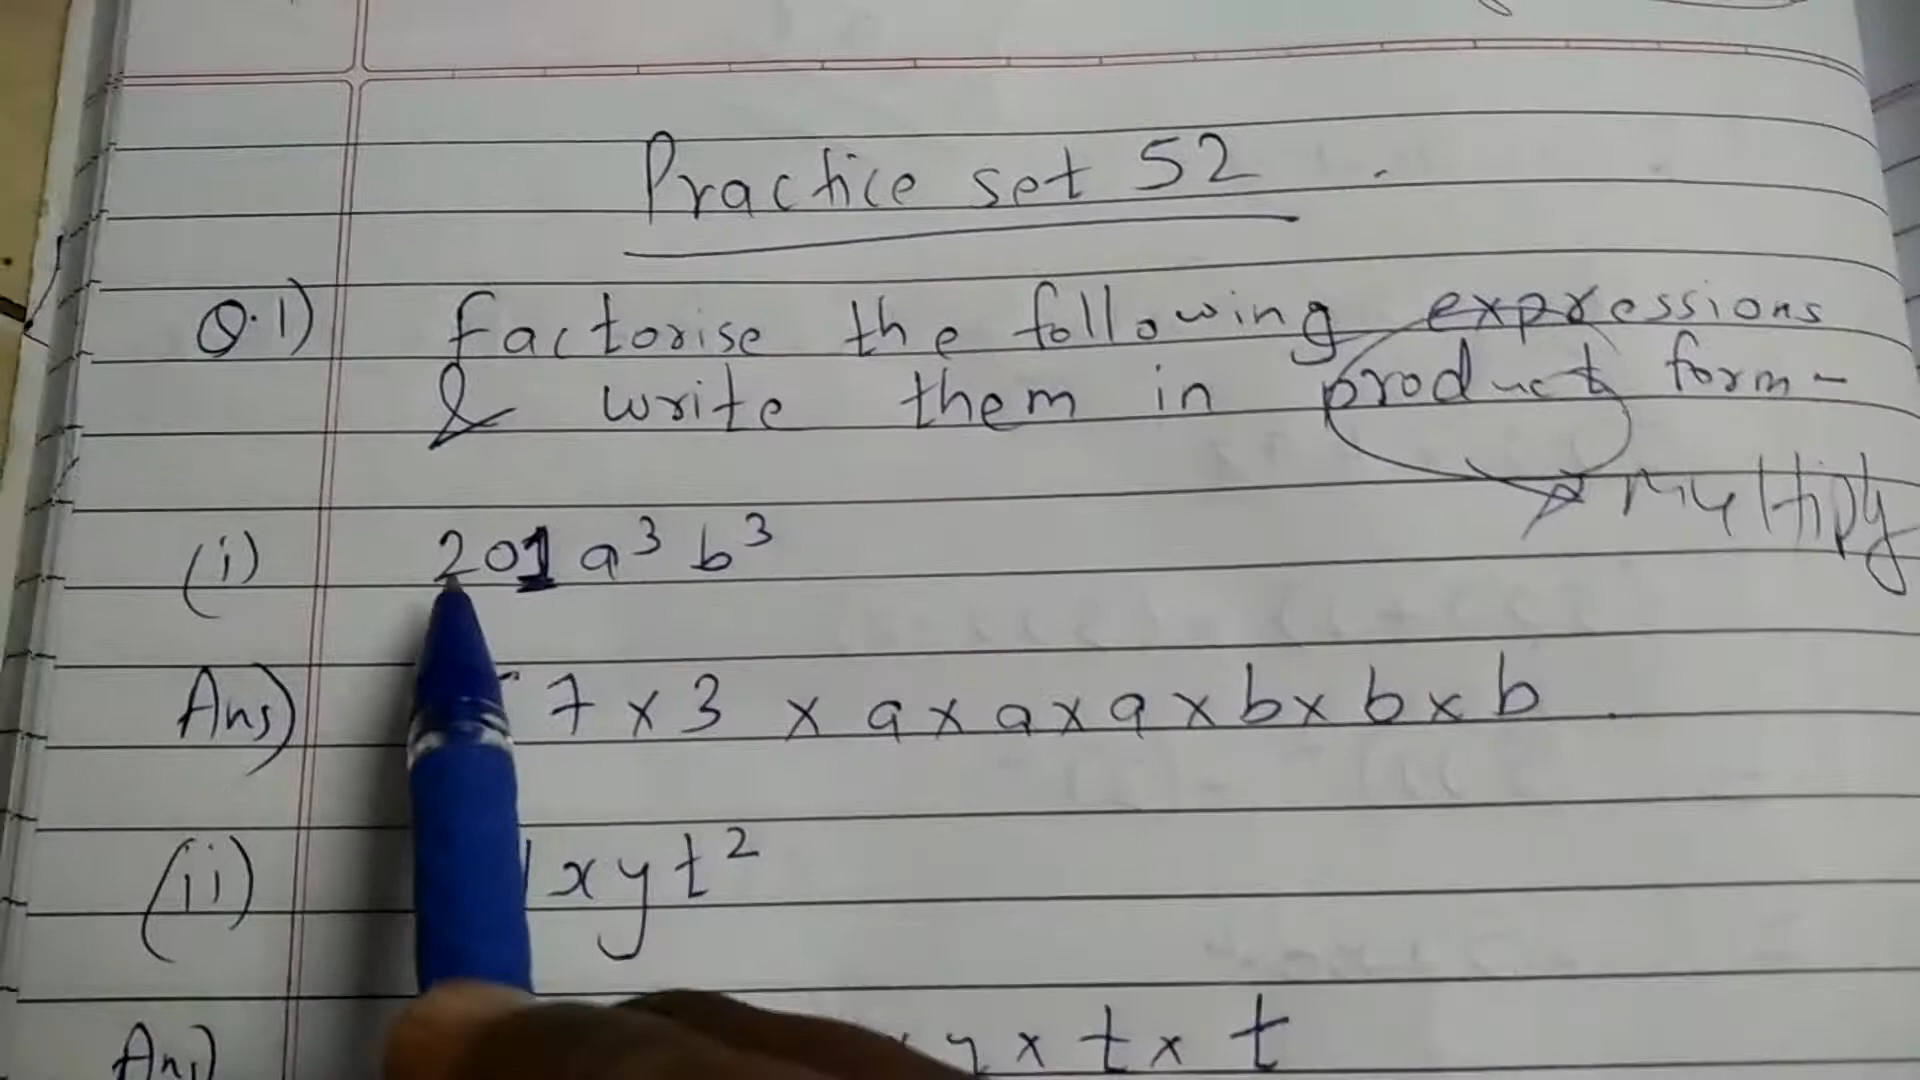 Practice set 52
Q.1) factorise the following expressions
& write them in product form-
multiply
(i) 201 a³ b³
Ans) 7 x 3 x a x a x a x b x b x b
(ii) xyt²
Ans) y x t x t